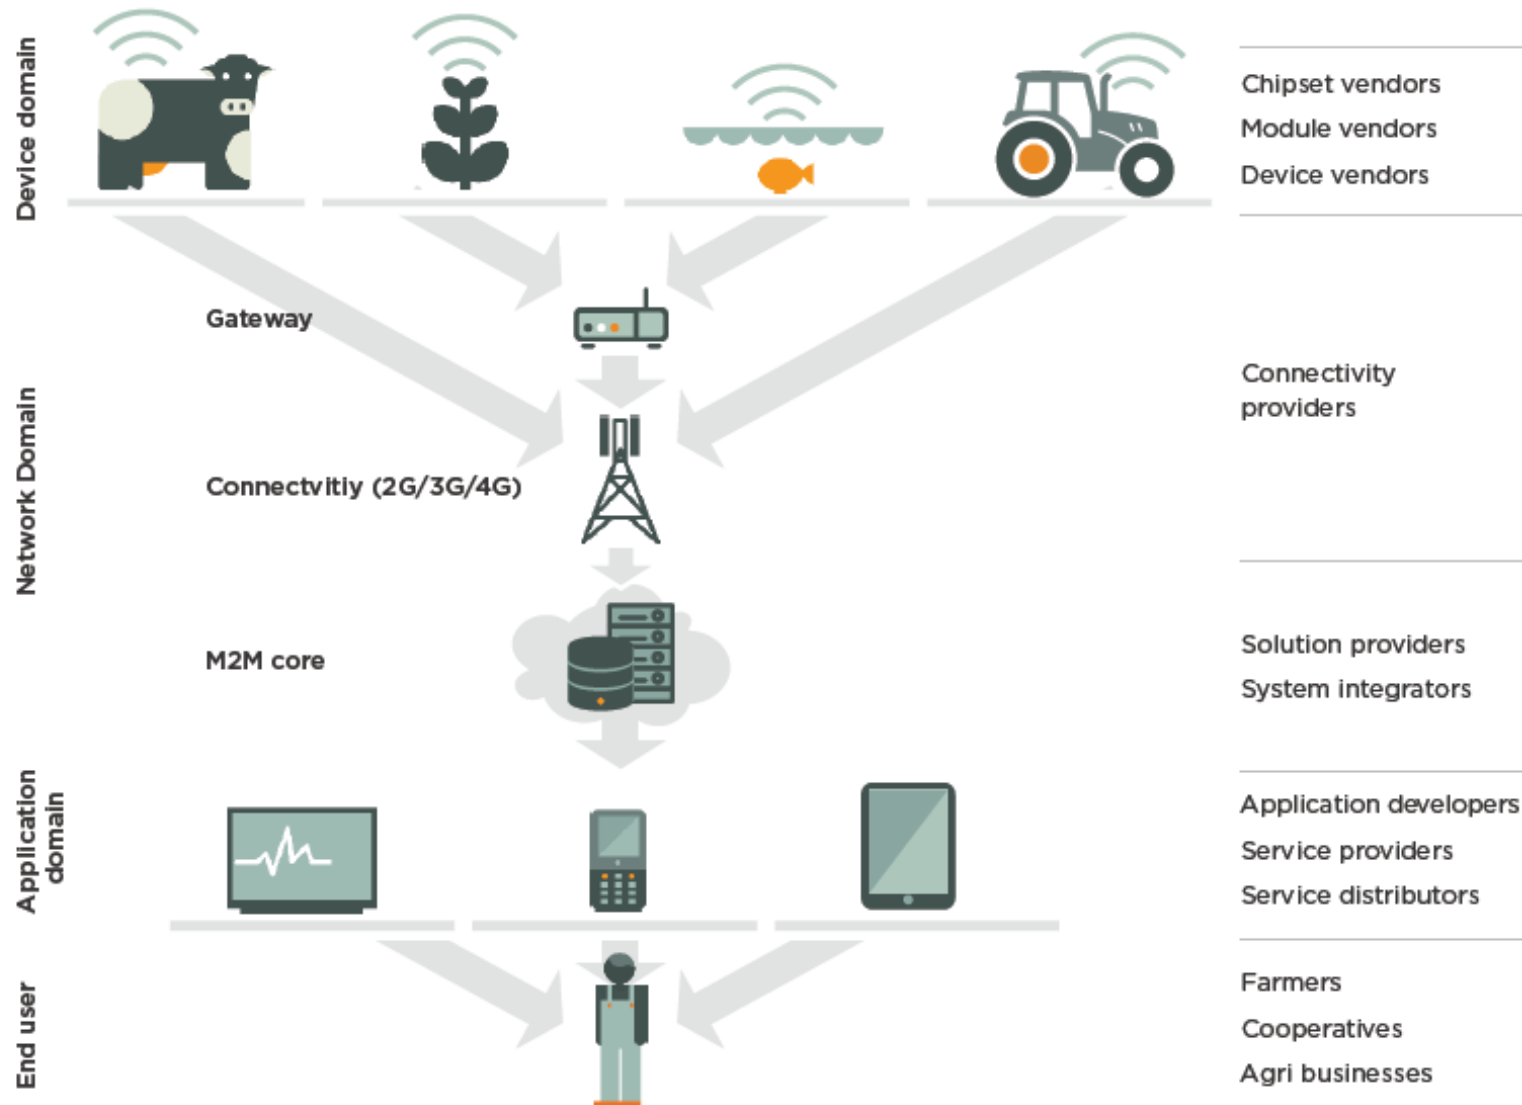 Device domain
Chipset vendors
Module vendors
Device vendors
Gateway
Network Domain
Connectivity
providers
Connectvitiy (2G/3G/4G)
M2M core
Solution providers
System integrators
Application
domain
Application developers
Service providers
Service distributors
End user
Farmers
Cooperatives
Agri businesses